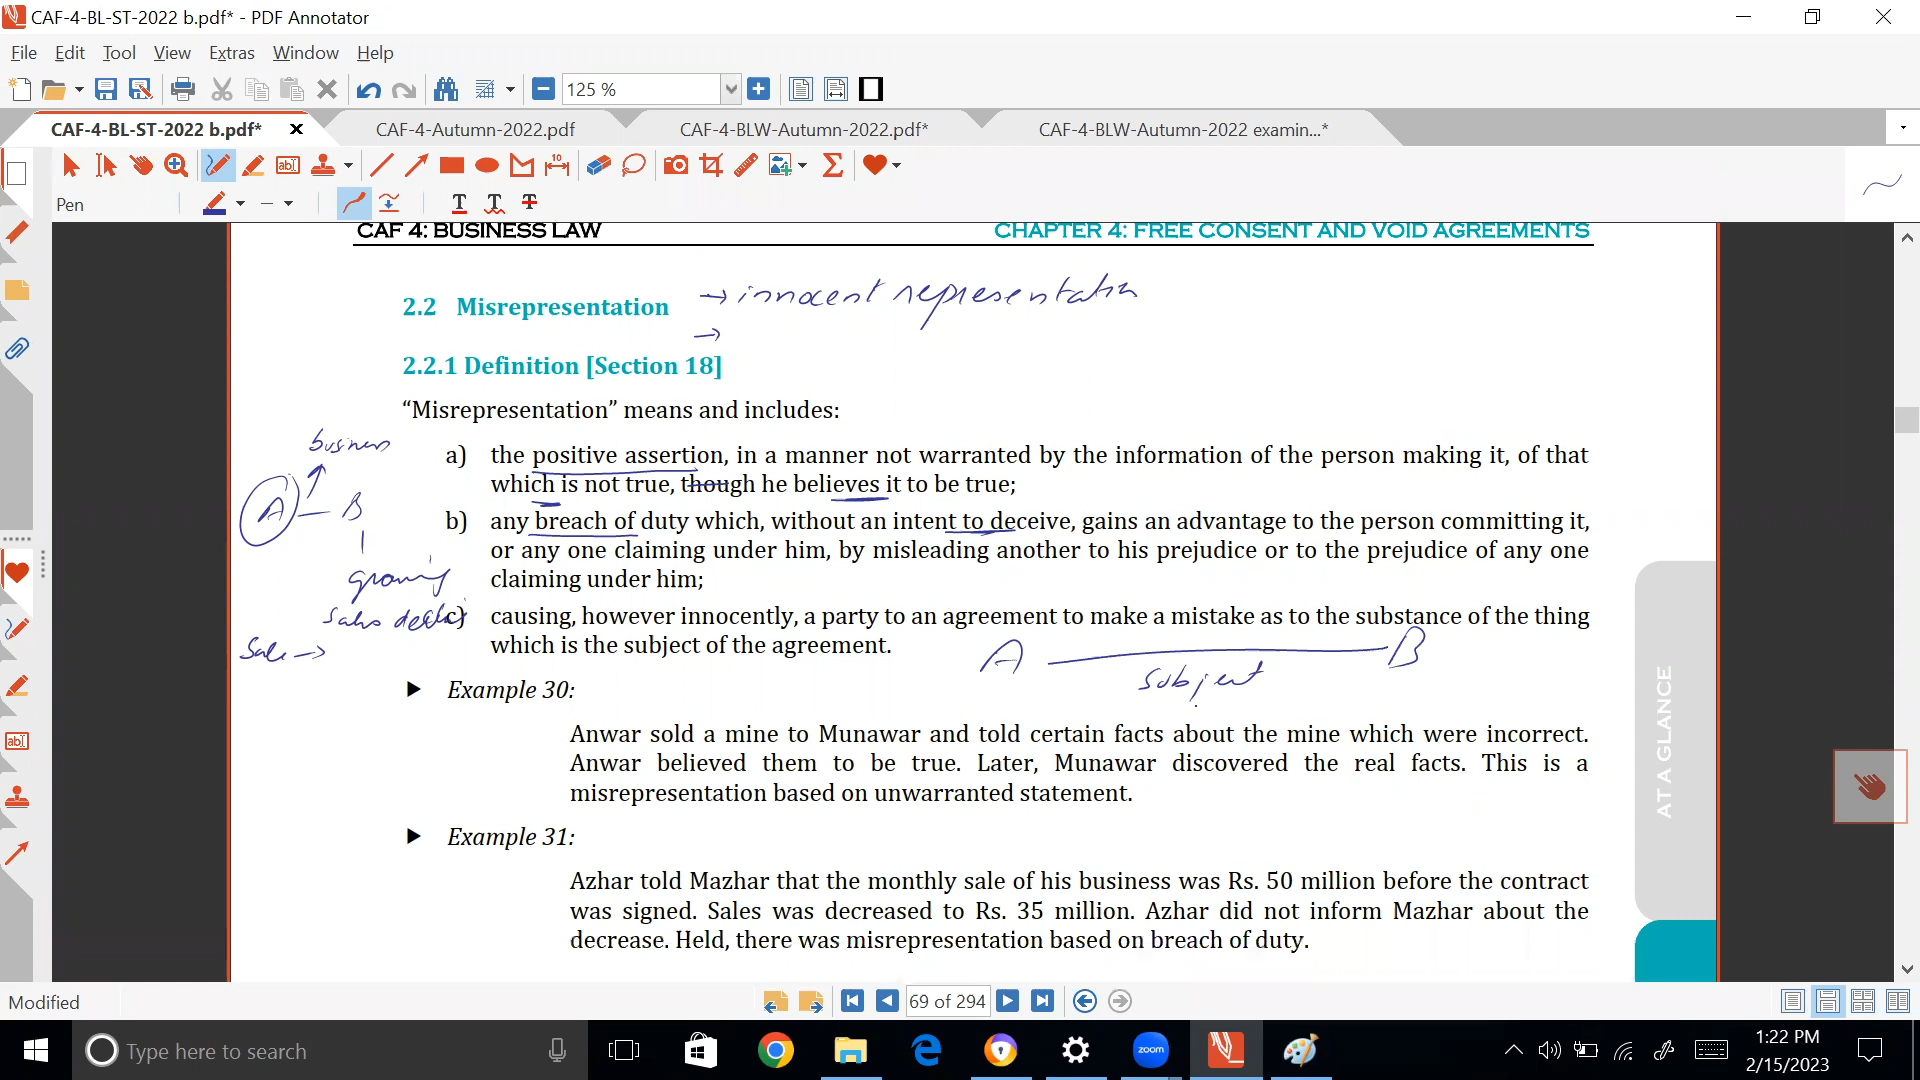 CAF-4-BL-ST-2022 b.pdf* - PDF Annotator
File Edit Tool View Extras Window Help
125 %
CAF-4-BL-ST-2022 b.pdf* CAF-4-Autumn-2022.pdf CAF-4-BLW-Autumn-2022.pdf* CAF-4-BLW-Autumn-2022 examin...*
Pen
CAF 4: BUSINESS LAW CHAPTER 4: FREE CONSENT AND VOID AGREEMENTS
2.2 Misrepresentation → innocent representation
→
2.2.1 Definition [Section 18]
“Misrepresentation” means and includes:
business
a) the positive assertion, in a manner not warranted by the information of the person making it, of that
which is not true, though he believes it to be true;
A — B
b) any breach of duty which, without an intent to deceive, gains an advantage to the person committing it,
or any one claiming under him, by misleading another to his prejudice or to the prejudice of any one
claiming under him;
growing
sales
c) causing, however innocently, a party to an agreement to make a mistake as to the substance of the thing
which is the subject of the agreement.
Sale →
A B
subject
Example 30:
Anwar sold a mine to Munawar and told certain facts about the mine which were incorrect.
Anwar believed them to be true. Later, Munawar discovered the real facts. This is a
misrepresentation based on unwarranted statement.
Example 31:
Azhar told Mazhar that the monthly sale of his business was Rs. 50 million before the contract
was signed. Sales was decreased to Rs. 35 million. Azhar did not inform Mazhar about the
decrease. Held, there was misrepresentation based on breach of duty.
AT A GLANCE
Modified 69 of 294
Type here to search
zoom
1:22 PM
2/15/2023